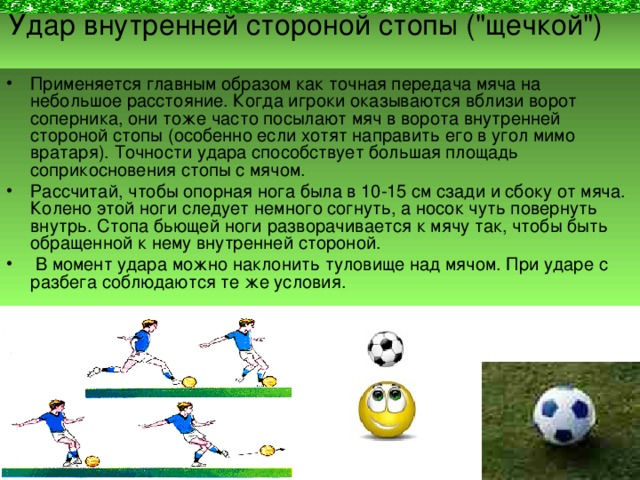 Удар внутренней стороной стопы ("щечкой")
• Применяется главным образом как точная передача мяча на
небольшое расстояние. Когда игроки оказываются вблизи ворот
соперника, они тоже часто посылают мяч в ворота внутренней
стороной стопы (особенно если хотят направить его в угол мимо
вратаря). Точности удара способствует большая площадь
соприкосновения стопы с мячом.
• Рассчитай, чтобы опорная нога была в 10-15 см сзади и сбоку от мяча.
Колено этой ноги следует немного согнуть, а носок чуть повернуть
внутрь. Стопа бьющей ноги разворачивается к мячу так, чтобы быть
обращенной к нему внутренней стороной.
• В момент удара можно наклонить туловище над мячом. При ударе с
разбега соблюдаются те же условия.